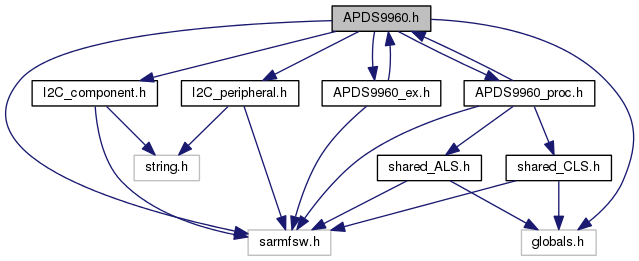 APDS9960.h
I2C_component.h
I2C_peripheral.h
APDS9960_ex.h
APDS9960_proc.h
string.h
shared_ALS.h
shared_CLS.h
sarmfsw.h
globals.h